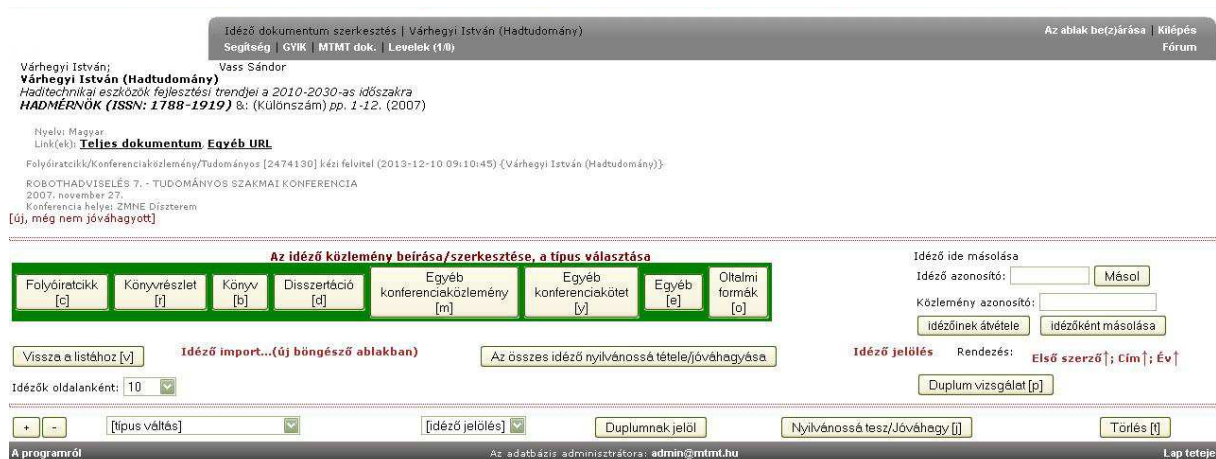 Idéző dokumentum szerkesztés | Várhegyi István (Hadtudomány)
Az ablak be(z)árása | Kilépés
Segítség | GYIK | MTMT dok. | Levelek (1/0)
Fórum
Várhegyi István; Vass Sándor
Várhegyi István (Hadtudomány)
Haditechnikai eszközök fejlesztési trendjei a 2010-2030-as időszakra
HADMÉRNÖK (ISSN: 1788-1919) &: (Különszám) pp. 1-12. (2007)
Nyelv: Magyar
Link(ek): Teljes dokumentum, Egyéb URL
Folyóiratcikk/Konferenciaközlemény/Tudományos [2474130] kézi felvitel (2013-12-10 09:10:45) {Várhegyi István (Hadtudomány)}
ROBOTHADVISELÉS 7. - TUDOMÁNYOS SZAKMAI KONFERENCIA
2007. november 27.
Konferencia helye: ZMNE Díszterem
[új, még nem jóváhagyott]
Az idéző közlemény beírása/szerkesztése, a típus választása
Folyóiratcikk [c]
Könyvrészlet [r]
Könyv [b]
Disszertáció [d]
Egyéb konferenciaközlemény [m]
Egyéb konferenciakötet [y]
Egyéb [e]
Oltalmi formák [o]
Idéző ide másolása
Idéző azonosító: Másol
Közlemény azonosító:
idézőinek átvétele idézőként másolása
Vissza a listához [v]
Idéző import...(új böngésző ablakban)
Az összes idéző nyilvánossá tétele/jóváhagyása
Idéző jelölés Rendezés: Első szerző↑; Cím↑; Év↑
Idézők oldalanként: 10
Duplum vizsgálat [p]
+ - [típus váltás] [idéző jelölés] Duplumnak jelöl Nyilvánossá tesz/Jóváhagy [j] Törlés [t]
A programról Az adatbázis adminisztrátora: admin@mtmt.hu Lap teteje